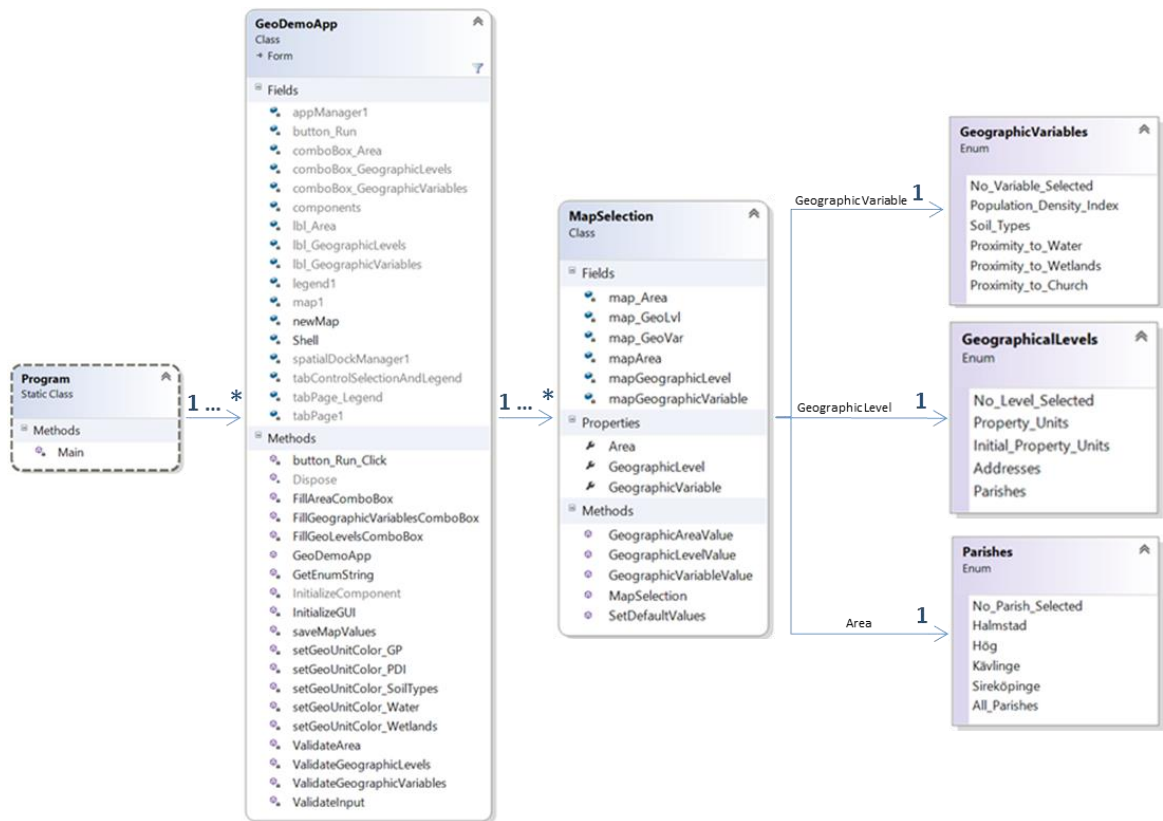 Program
Static Class
Methods
Main
1 ... *
GeoDemoApp
Class
Form
Fields
appManager1
button_Run
comboBox_Area
comboBox_GeographicLevels
comboBox_GeographicVariables
components
lbl_Area
lbl_GeographicLevels
lbl_GeographicVariables
legend1
map1
newMap
Shell
spatialDockManager1
tabControlSelectionAndLegend
tabPage_Legend
tabPage1
Methods
button_Run_Click
Dispose
FillAreaComboBox
FillGeographicVariablesComboBox
FillGeoLevelsComboBox
GeoDemoApp
GetEnumString
InitializeComponent
InitializeGUI
saveMapValues
setGeoUnitColor_GP
setGeoUnitColor_PDI
setGeoUnitColor_SoilTypes
setGeoUnitColor_Water
setGeoUnitColor_Wetlands
ValidateArea
ValidateGeographicLevels
ValidateGeographicVariables
ValidateInput
1 ... *
MapSelection
Class
Fields
map_Area
map_GeoLvl
map_GeoVar
mapArea
mapGeographicLevel
mapGeographicVariable
Properties
Area
GeographicLevel
GeographicVariable
Methods
GeographicAreaValue
GeographicLevelValue
GeographicVariableValue
MapSelection
SetDefaultValues
GeographicVariable 1
GeographicVariables
Enum
No_Variable_Selected
Population_Density_Index
Soil_Types
Proximity_to_Water
Proximity_to_Wetlands
Proximity_to_Church
GeographicLevel 1
GeographicalLevels
Enum
No_Level_Selected
Property_Units
Initial_Property_Units
Addresses
Parishes
Area 1
Parishes
Enum
No_Parish_Selected
Halmstad
Hög
Kävlinge
Sireköpinge
All_Parishes